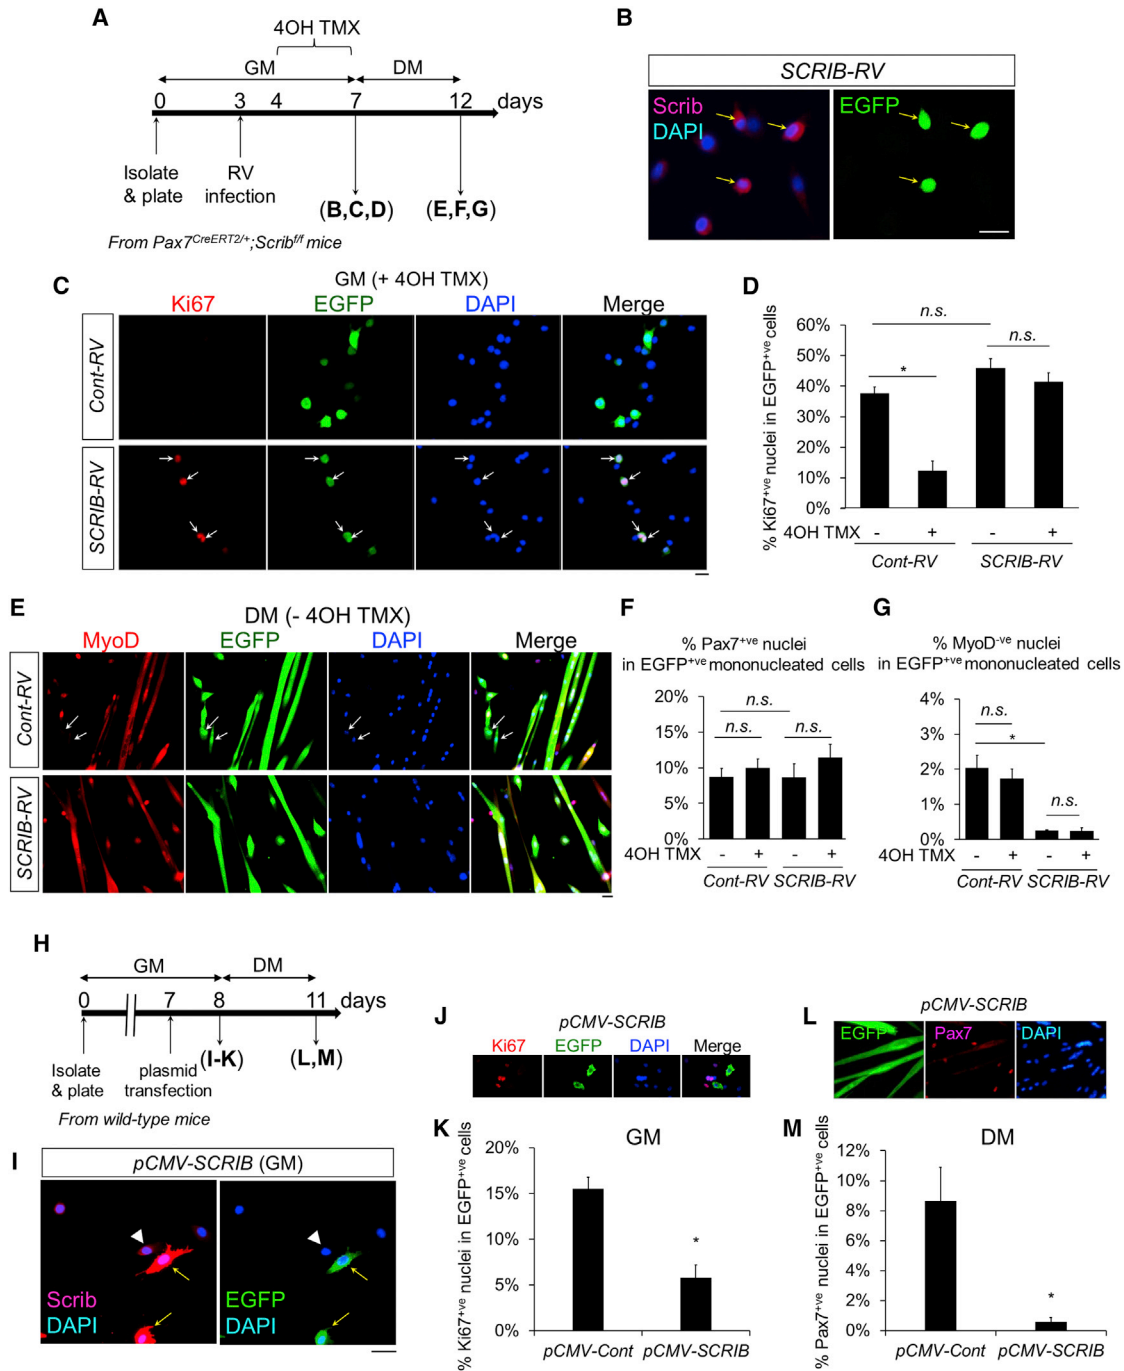 A
4OH TMX
GM
DM
0 3 4 7 12 days
Isolate & plate
RV infection
(B,C,D)
(E,F,G)
From Pax7CreERT2/+;Scribf/f mice
B
SCRIB-RV
Scrib
DAPI
EGFP
C
GM (+ 4OH TMX)
Ki67 EGFP DAPI Merge
Cont-RV
SCRIB-RV
D
% Ki67+ve nuclei in EGFP+ve cells
60%
50%
40%
30%
20%
10%
0%
n.s.
n.s.
*
4OH TMX - + - +
Cont-RV SCRIB-RV
E
DM (- 4OH TMX)
MyoD EGFP DAPI Merge
Cont-RV
SCRIB-RV
F
% Pax7+ve nuclei
in EGFP+ve mononucleated cells
20%
15%
10%
5%
0%
n.s.
n.s. n.s.
4OH TMX - + - +
Cont-RV SCRIB-RV
G
% MyoD-ve nuclei
in EGFP+ve mononucleated cells
4%
3%
2%
1%
0%
n.s.
*
n.s.
4OH TMX - + - +
Cont-RV SCRIB-RV
H
GM
DM
0 7 8 11 days
Isolate & plate
plasmid transfection
(I-K)
(L,M)
From wild-type mice
I
pCMV-SCRIB (GM)
Scrib
DAPI
EGFP
DAPI
J
pCMV-SCRIB
Ki67 EGFP DAPI Merge
K
GM
% Ki67+ve nuclei in EGFP+ve cells
20%
15%
10%
5%
0%
*
pCMV-Cont pCMV-SCRIB
L
pCMV-SCRIB
EGFP Pax7 DAPI
M
DM
% Pax7+ve nuclei in EGFP+ve cells
12%
10%
8%
6%
4%
2%
0%
*
pCMV-Cont pCMV-SCRIB